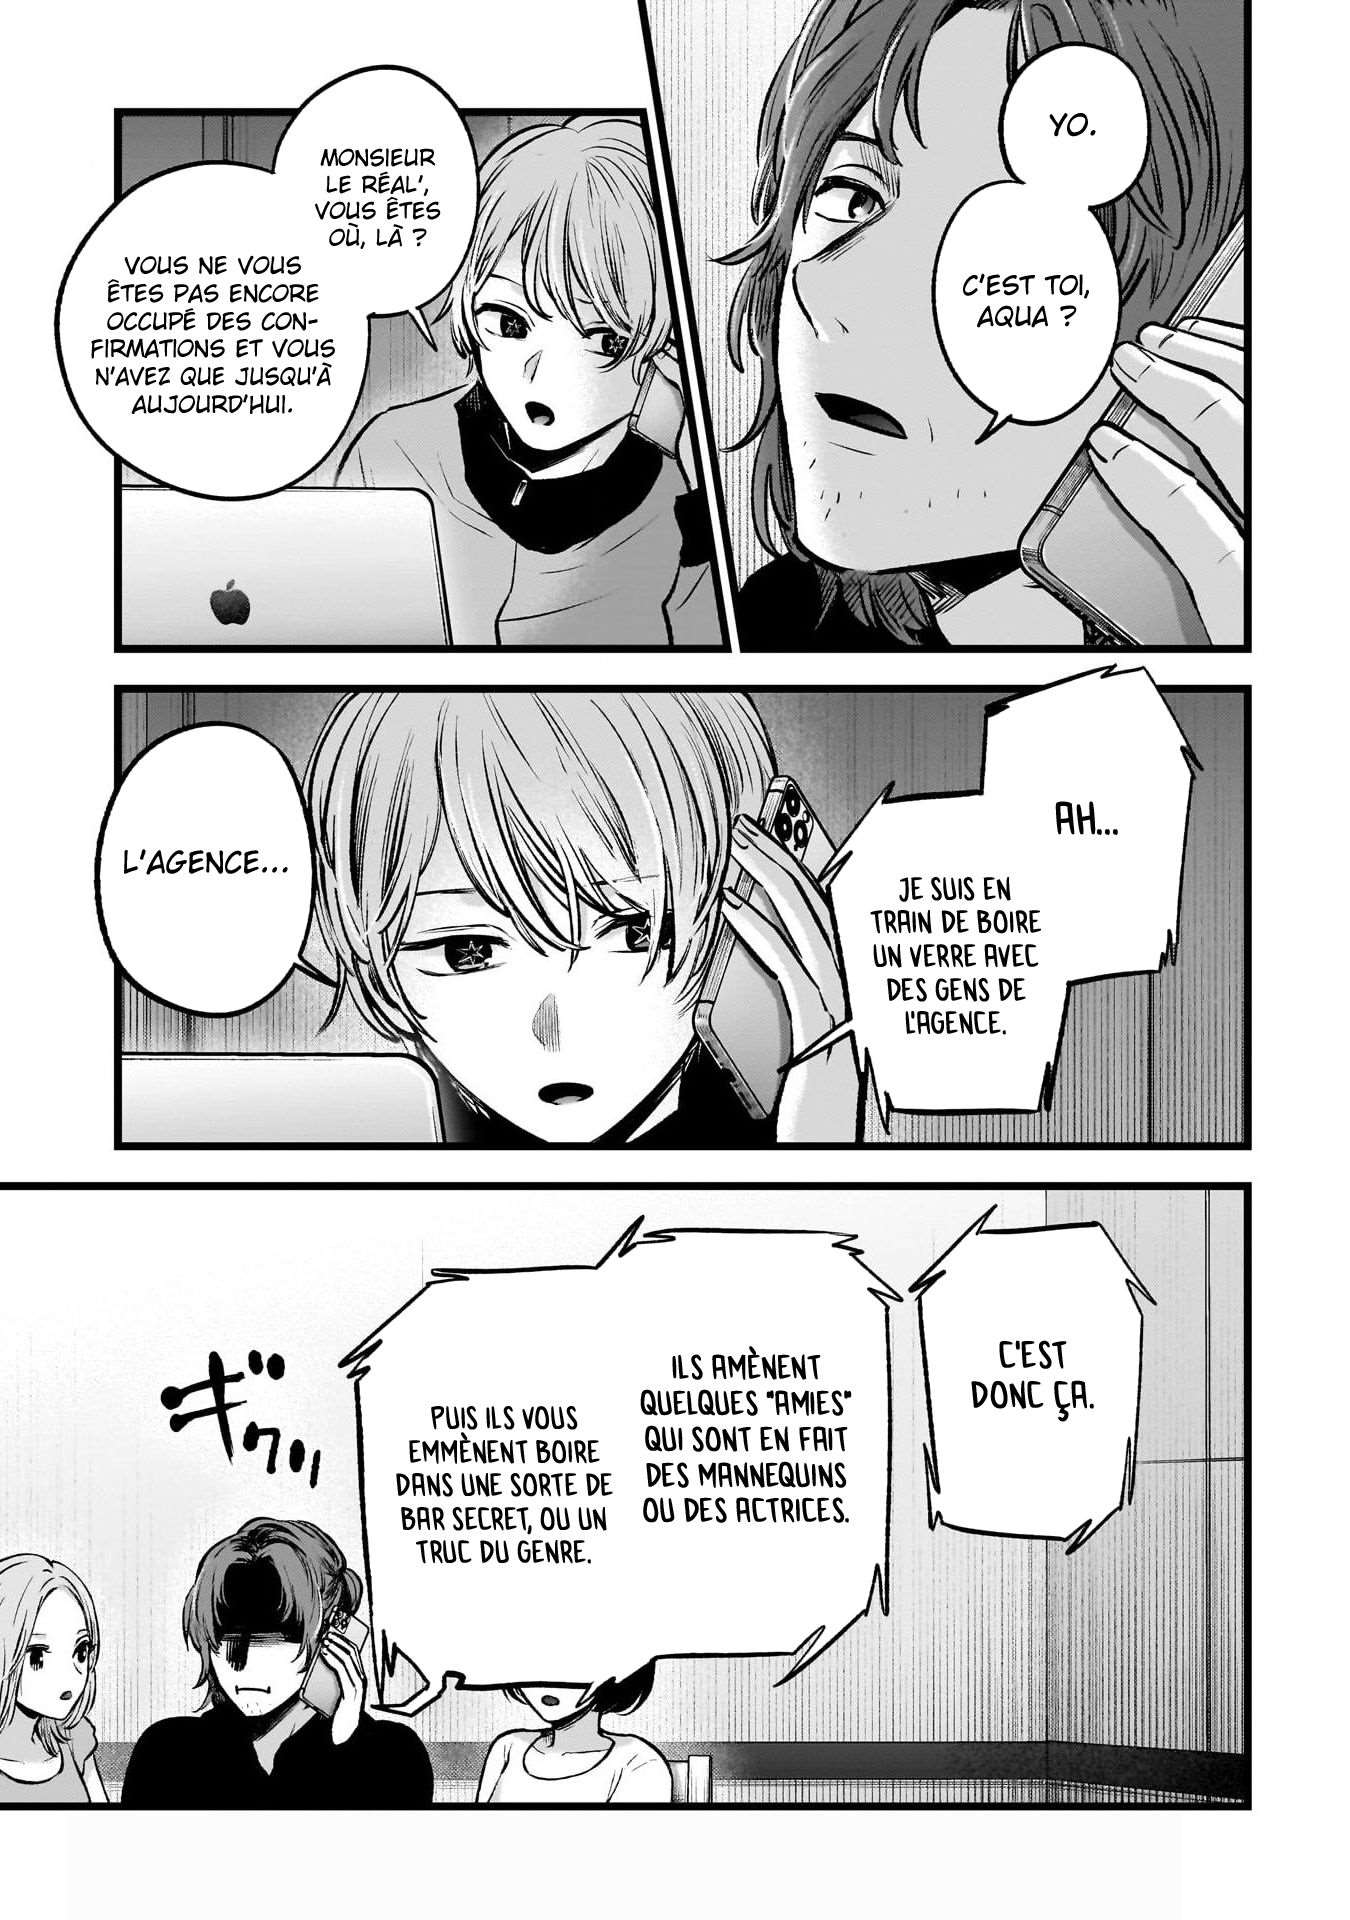 YO.
C'EST TOI,
AQUA ?
MONSIEUR
LE RÉAL',
VOUS ÊTES
OÙ, LÀ ?
VOUS NE VOUS
ÊTES PAS ENCORE
OCCUPÉ DES CON-
FIRMATIONS ET VOUS
N'AVEZ QUE JUSQU'À
AUJOURD'HUI.
AH...
JE SUIS EN
TRAIN DE BOIRE
UN VERRE AVEC
DES GENS DE
L'AGENCE.
L'AGENCE...
C'EST
DONC ÇA.
ILS AMÈNENT
QUELQUES "AMIES"
QUI SONT EN FAIT
DES MANNEQUINS
OU DES ACTRICES.
PUIS ILS VOUS
EMMÈNENT BOIRE
DANS UNE SORTE DE
BAR SECRET, OU UN
TRUC DU GENRE.
ギクリ